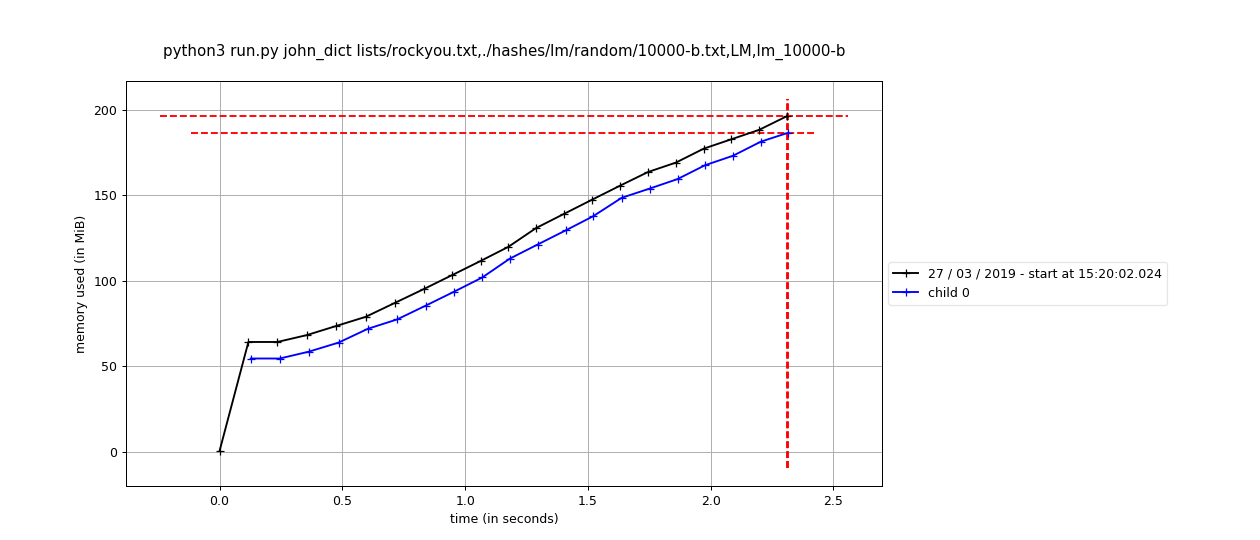 python3 run.py john_dict lists/rockyou.txt,./hashes/lm/random/10000-b.txt,LM,lm_10000-b
200
150
100
50
0
memory used (in MiB)
0.0 0.5 1.0 1.5 2.0 2.5
time (in seconds)
27 / 03 / 2019 - start at 15:20:02.024
child 0